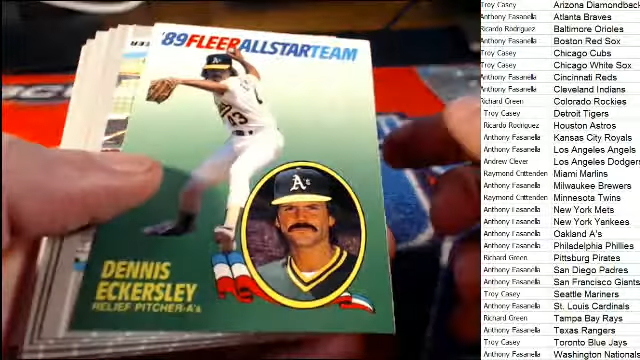 '89 FLEER ALL STAR TEAM
A's
43
A's
DENNIS
ECKERSLEY
RELIEF PITCHER-A's
Troy Casey Arizona Diamondback
Anthony Fasanella Atlanta Braves
Ricardo Rodriguez Baltimore Orioles
Anthony Fasanella Boston Red Sox
Troy Casey Chicago Cubs
Troy Casey Chicago White Sox
Anthony Fasanella Cincinnati Reds
Anthony Fasanella Cleveland Indians
Richard Green Colorado Rockies
Troy Casey Detroit Tigers
Ricardo Rodriguez Houston Astros
Anthony Fasanella Kansas City Royals
Anthony Fasanella Los Angeles Angels
Andrew Clever Los Angeles Dodgers
Raymond Crittenden Miami Marlins
Anthony Fasanella Milwaukee Brewers
Raymond Crittenden Minnesota Twins
Anthony Fasanella New York Mets
Anthony Fasanella New York Yankees
Anthony Fasanella Oakland A's
Anthony Fasanella Philadelphia Phillies
Richard Green Pittsburg Pirates
Anthony Fasanella San Diego Padres
Anthony Fasanella San Francisco Giants
Troy Casey Seattle Mariners
Anthony Fasanella St. Louis Cardinals
Richard Green Tampa Bay Rays
Anthony Fasanella Texas Rangers
Troy Casey Toronto Blue Jays
Anthony Fasanella Washington Nationals